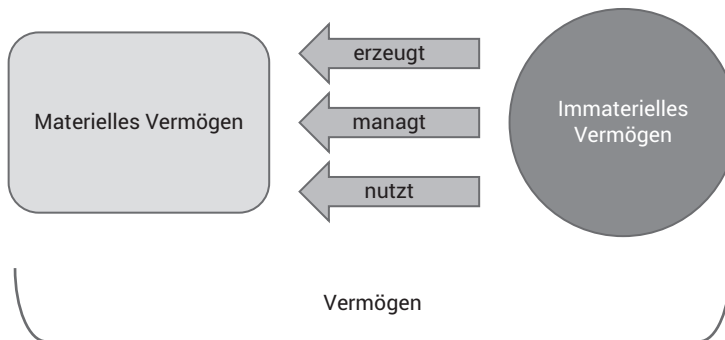 Materielles Vermögen
erzeugt
managt
nutzt
Immaterielles
Vermögen
Vermögen